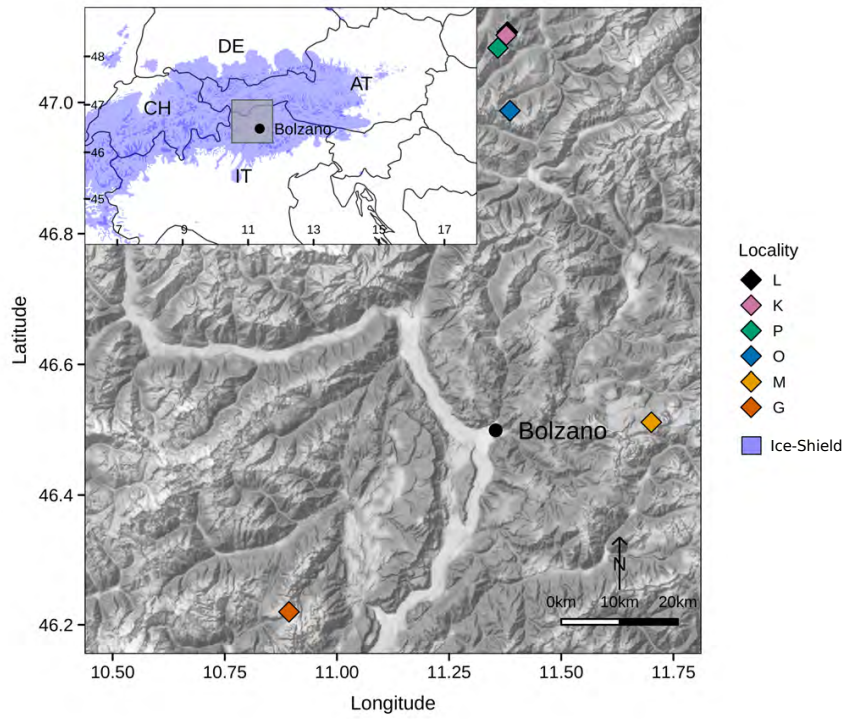 DE
48
AT
47
CH
Bolzano
46
IT
45
7 9 11 13 15 17
47.0
46.8
46.6
46.4
46.2
Latitude
Bolzano
N
0km 10km 20km
10.50 10.75 11.00 11.25 11.50 11.75
Longitude
Locality
L
K
P
O
M
G
Ice-Shield